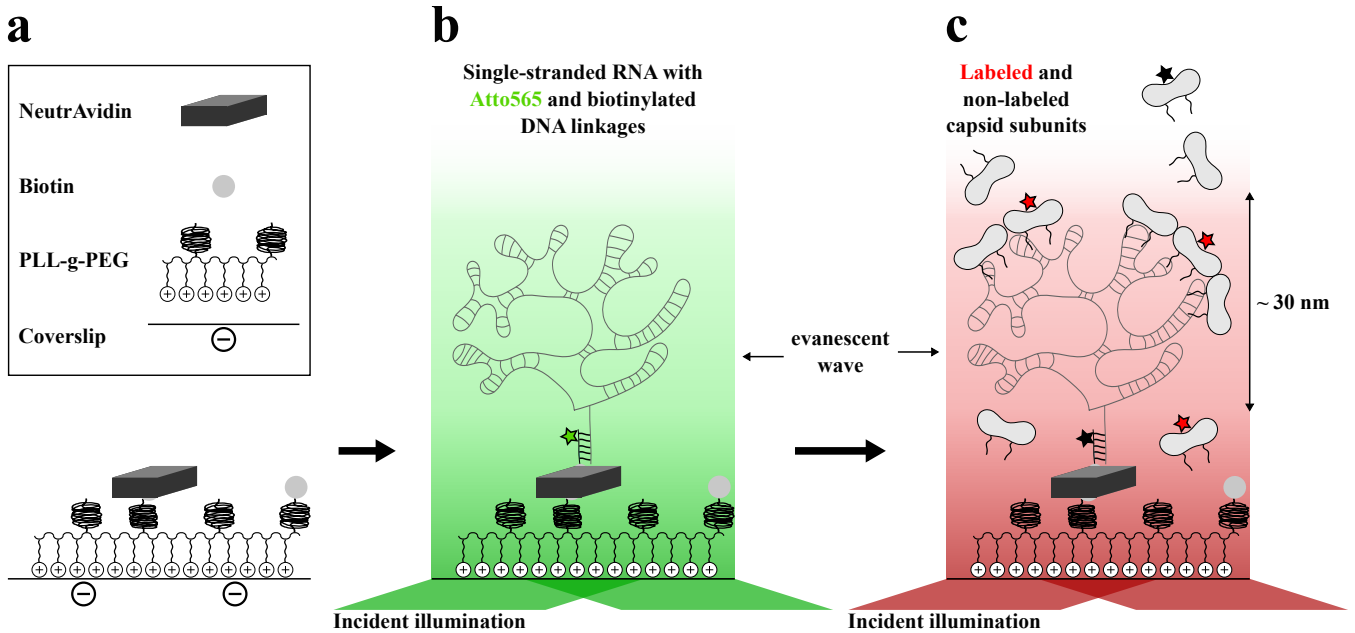 a
NeutrAvidin
Biotin
PLL-g-PEG
Coverslip
b
Single-stranded RNA with
Atto565 and biotinylated
DNA linkages
evanescent
wave
Incident illumination
c
Labeled and
non-labeled
capsid subunits
~ 30 nm
Incident illumination